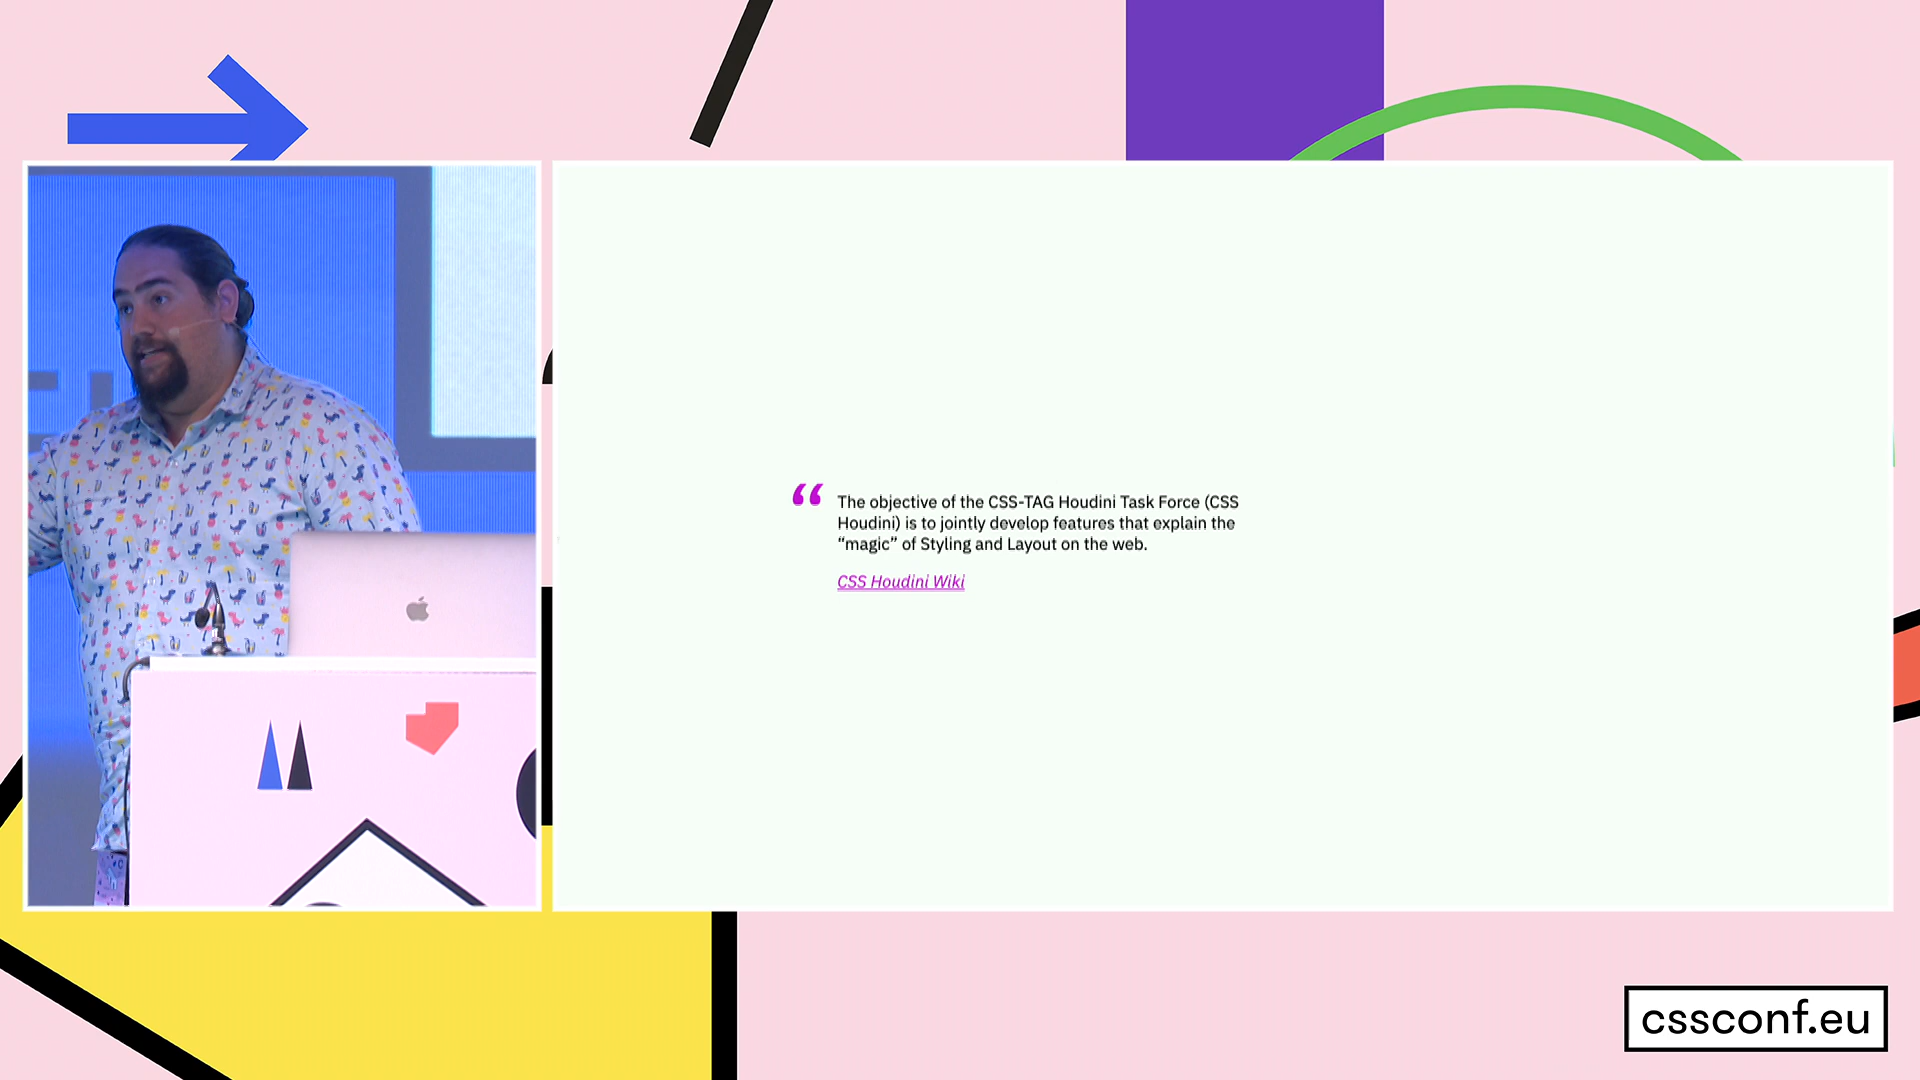 “
The objective of the CSS-TAG Houdini Task Force (CSS
Houdini) is to jointly develop features that explain the
“magic” of Styling and Layout on the web.
CSS Houdini Wiki
cssconf.eu